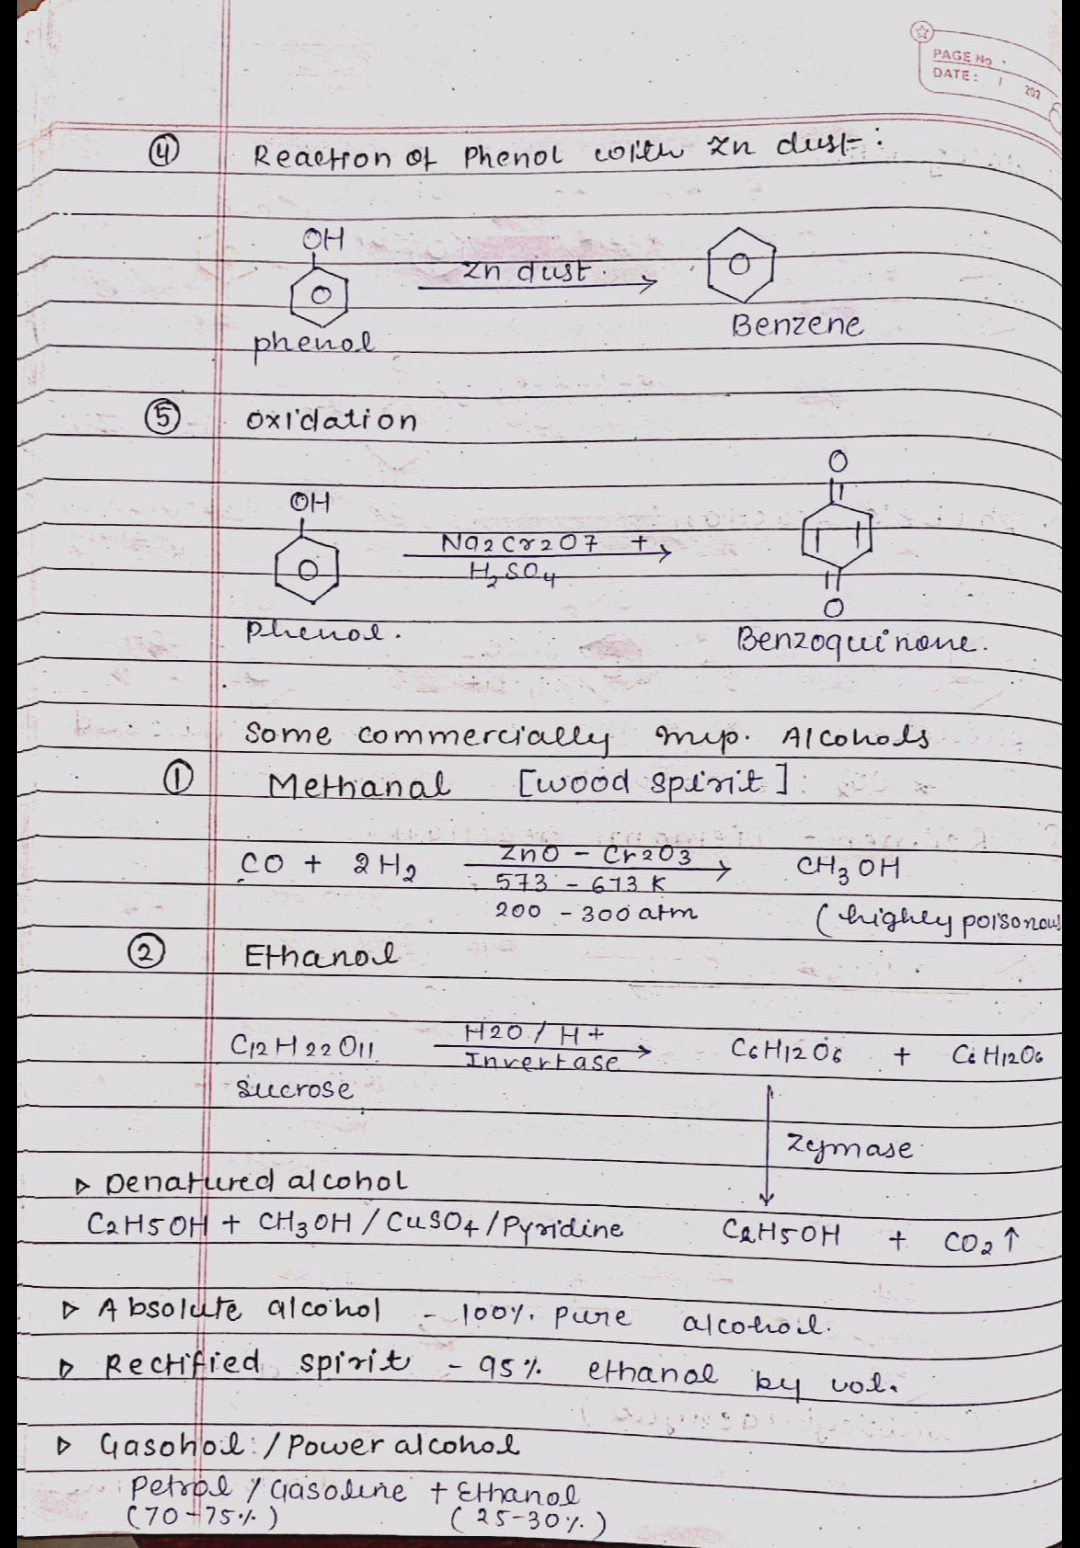 PAGE No.
DATE: / 202
④ Reaction of Phenol with Zn dust :
OH
Zn dust.
phenol
Benzene
⑤ Oxidation
O
OH
Na2Cr2O7 +
H2SO4
O
Phenol.
Benzoquinone.
Some commercially imp. Alcohols
① Methanal [wood spirit]
CO + 2H2 ZnO - Cr2O3 CH3OH
573 - 673 K
200 - 300 atm (highly poisonous
② Ethanol
C12H22O11 H2O / H+ C6H12O6 + C6H12O6
Invertase
sucrose
Zymase
▷ Denatured alcohol
C2H5OH + CH3OH / CuSO4 / Pyridine C2H5OH + CO2 ↑
▷ Absolute alcohol - 100% pure alcohol.
▷ Rectified spirit - 95% ethanol by vol.
▷ Gasohol: / Power alcohol
Petrol / Gasoline + Ethanol
(70-75%) (25-30%)